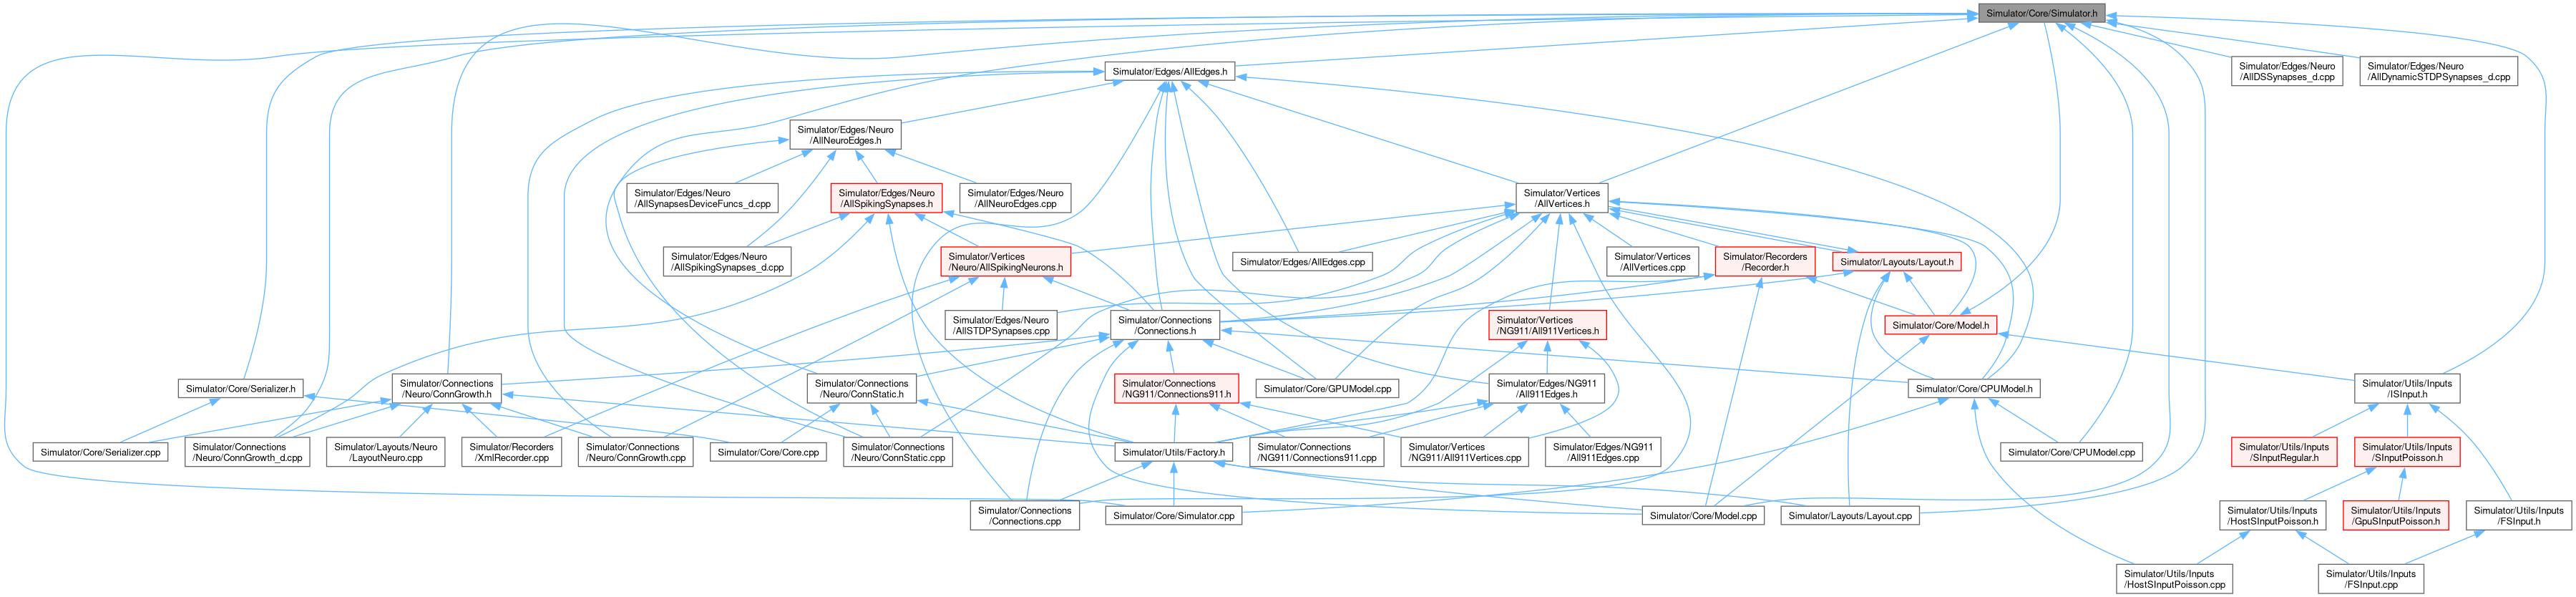 Simulator/Core/Simulator.h
Simulator/Edges/AllEdges.h
Simulator/Edges/Neuro
/AllDSSynapses_d.cpp
Simulator/Edges/Neuro
/AllDynamicSTDPSynapses_d.cpp
Simulator/Edges/Neuro
/AllNeuroEdges.h
Simulator/Edges/Neuro
/AllSynapsesDeviceFuncs_d.cpp
Simulator/Edges/Neuro
/AllSpikingSynapses.h
Simulator/Edges/Neuro
/AllNeuroEdges.cpp
Simulator/Vertices
/AllVertices.h
Simulator/Edges/Neuro
/AllSpikingSynapses_d.cpp
Simulator/Vertices
/Neuro/AllSpikingNeurons.h
Simulator/Edges/AllEdges.cpp
Simulator/Vertices
/AllVertices.cpp
Simulator/Recorders
/Recorder.h
Simulator/Layouts/Layout.h
Simulator/Edges/Neuro
/AllSTDPSynapses.cpp
Simulator/Connections
/Connections.h
Simulator/Vertices
/NG911/All911Vertices.h
Simulator/Core/Model.h
Simulator/Core/Serializer.h
Simulator/Connections
/Neuro/ConnGrowth.h
Simulator/Connections
/Neuro/ConnStatic.h
Simulator/Connections
/NG911/Connections911.h
Simulator/Core/GPUModel.cpp
Simulator/Edges/NG911
/All911Edges.h
Simulator/Core/CPUModel.h
Simulator/Utils/Inputs
/ISInput.h
Simulator/Core/Serializer.cpp
Simulator/Connections
/Neuro/ConnGrowth_d.cpp
Simulator/Layouts/Neuro
/LayoutNeuro.cpp
Simulator/Recorders
/XmlRecorder.cpp
Simulator/Connections
/Neuro/ConnGrowth.cpp
Simulator/Core/Core.cpp
Simulator/Connections
/Neuro/ConnStatic.cpp
Simulator/Utils/Factory.h
Simulator/Connections
/NG911/Connections911.cpp
Simulator/Vertices
/NG911/All911Vertices.cpp
Simulator/Edges/NG911
/All911Edges.cpp
Simulator/Core/CPUModel.cpp
Simulator/Utils/Inputs
/SInputRegular.h
Simulator/Utils/Inputs
/SInputPoisson.h
Simulator/Connections
/Connections.cpp
Simulator/Core/Simulator.cpp
Simulator/Core/Model.cpp
Simulator/Layouts/Layout.cpp
Simulator/Utils/Inputs
/HostSInputPoisson.h
Simulator/Utils/Inputs
/GpuSInputPoisson.h
Simulator/Utils/Inputs
/FSInput.h
Simulator/Utils/Inputs
/HostSInputPoisson.cpp
Simulator/Utils/Inputs
/FSInput.cpp